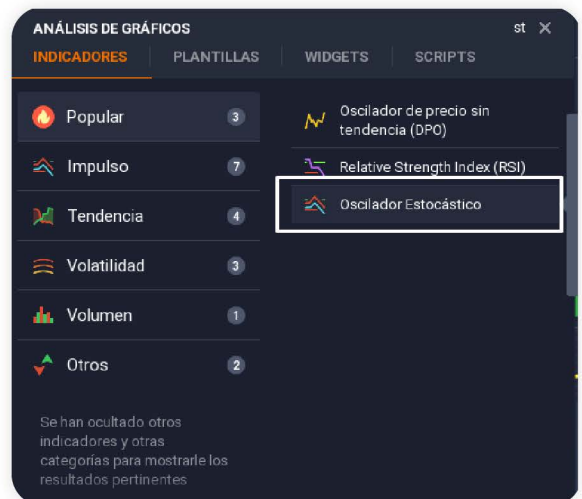 ANÁLISIS DE GRÁFICOS
st
INDICADORES
PLANTILLAS
WIDGETS
SCRIPTS
Popular
3
Impulso
7
Tendencia
4
Volatilidad
3
Volumen
1
Otros
2
Se han ocultado otros
indicadores y otras
categorías para mostrarle los
resultados pertinentes
Oscilador de precio sin
tendencia (DPO)
Relative Strength Index (RSI)
Oscilador Estocástico